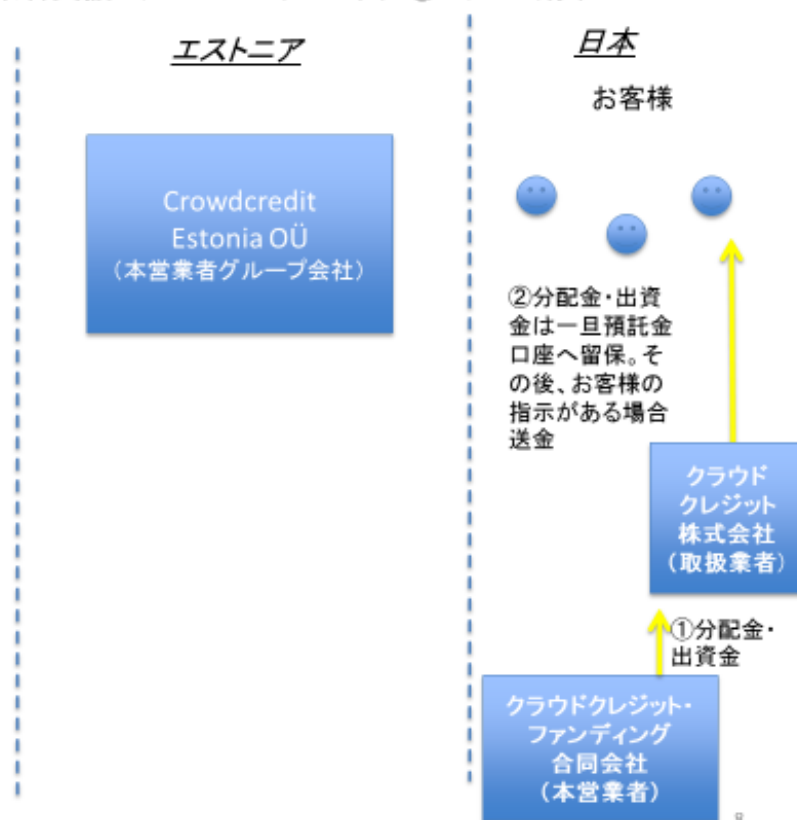 エストニア
日本
お客様
Crowdcredit
Estonia OÜ
（本営業者グループ会社）
②分配金・出資
金は一旦預託金
口座へ留保。そ
の後、お客様の
指示がある場合
送金
クラウド
クレジット
株式会社
（取扱業者）
①分配金・
出資金
クラウドクレジット・
ファンディング
合同会社
（本営業者）